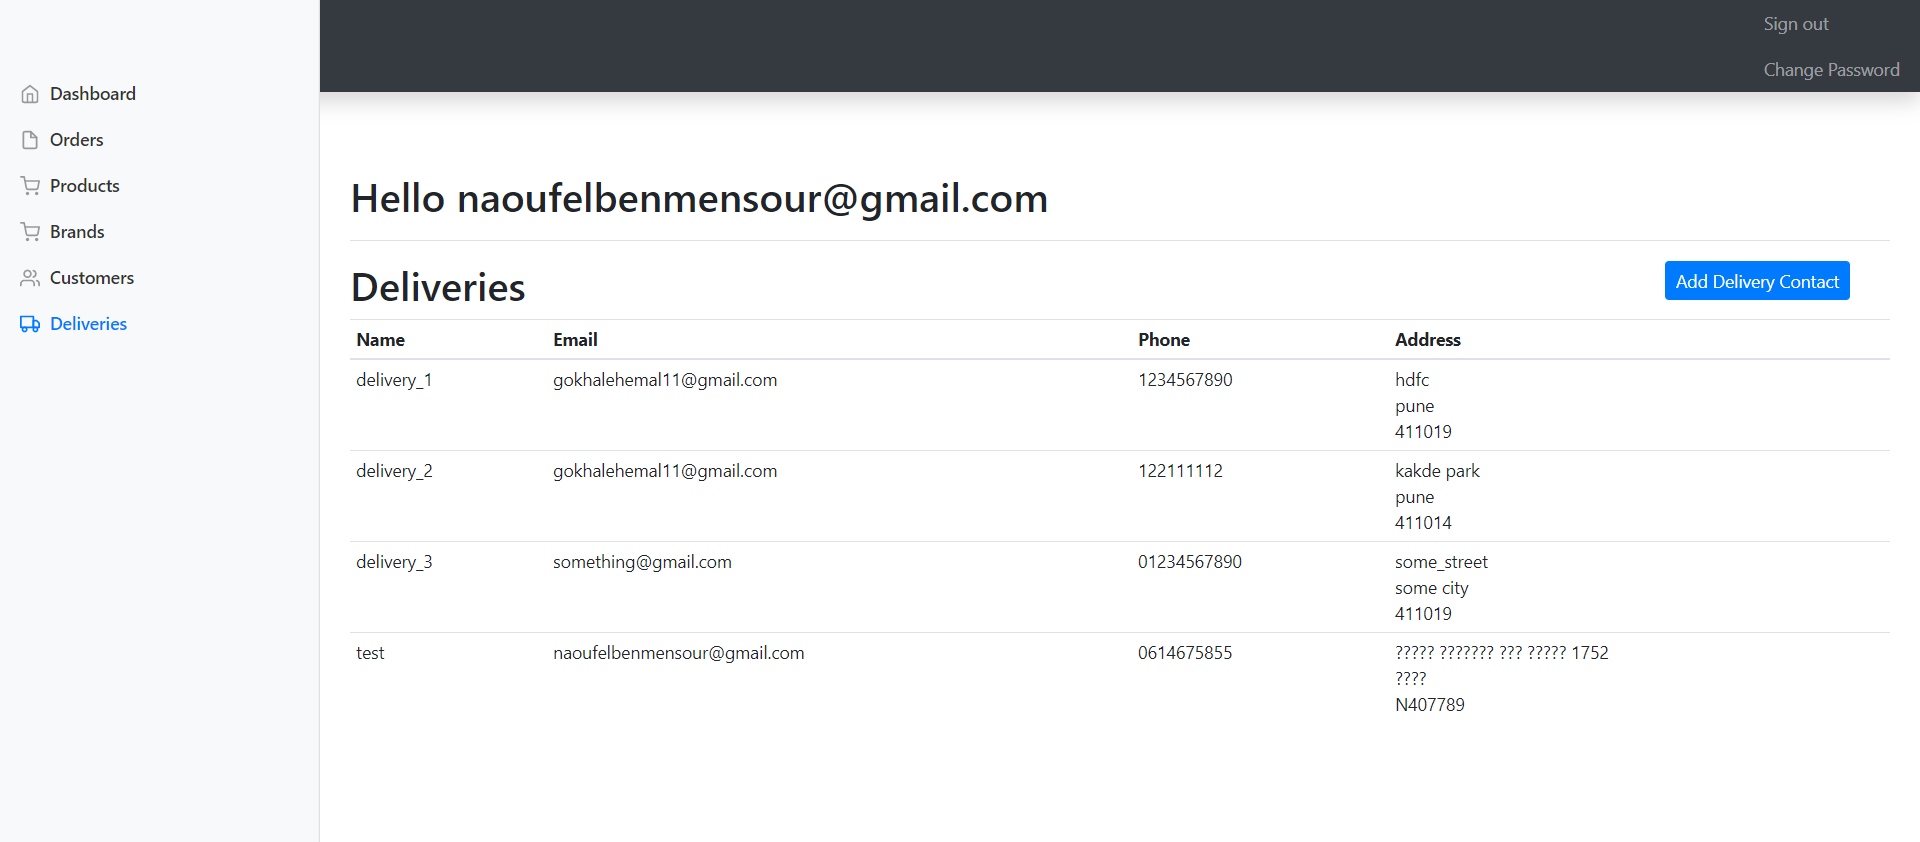 Sign out
Change Password
Dashboard
Orders
Products
Brands
Customers
Deliveries
Hello naoufelbenmensour@gmail.com
Deliveries
Add Delivery Contact
Name Email Phone Address
delivery_1 gokhalehemal11@gmail.com 1234567890 hdfc
pune
411019
delivery_2 gokhalehemal11@gmail.com 122111112 kakde park
pune
411014
delivery_3 something@gmail.com 01234567890 some_street
some city
411019
test naoufelbenmensour@gmail.com 0614675855 ????? ??????? ??? ????? 1752
????
N407789